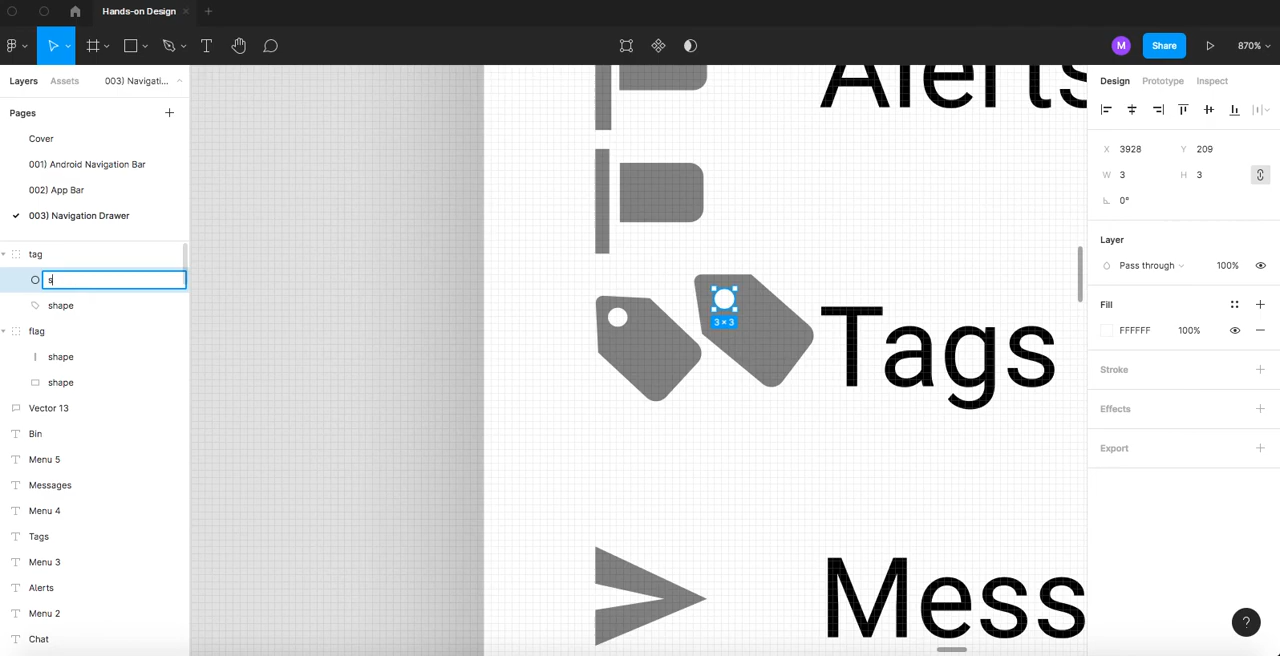 Hands-on Design
M
Share
870%
Layers
Assets
003) Navigati...
Pages
Cover
001) Android Navigation Bar
002) App Bar
003) Navigation Drawer
tag
s
shape
flag
shape
shape
Vector 13
Bin
Menu 5
Messages
Menu 4
Tags
Menu 3
Alerts
Menu 2
Chat
Alerts
3 × 3
Tags
Mess
Design
Prototype
Inspect
X 3928 Y 209
W 3 H 3
0°
Layer
Pass through 100%
Fill
FFFFFF 100%
Stroke
Effects
Export
?